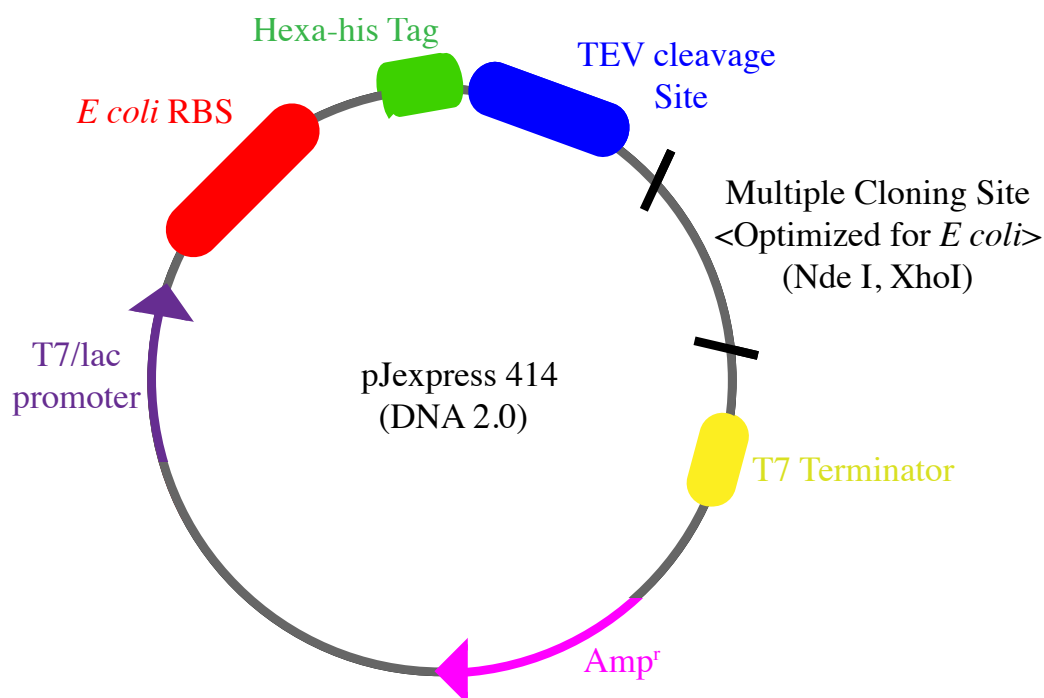 Hexa-his Tag
TEV cleavage
Site
E coli RBS
Multiple Cloning Site
<Optimized for E coli>
(Nde I, XhoI)
T7/lac
promoter
pJexpress 414
(DNA 2.0)
T7 Terminator
Ampʳ